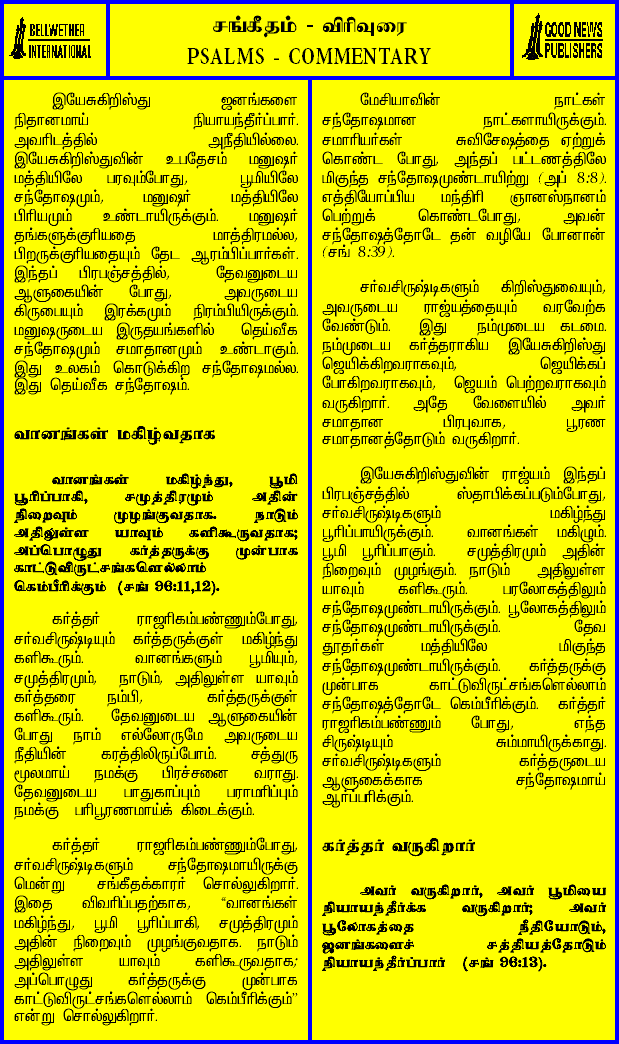 BELLWETHER
INTERNATIONAL
சங்கீதம் - விரிவுரை
PSALMS - COMMENTARY
GOOD NEWS
PUBLISHERS
இயேசுகிறிஸ்து ஜனங்களை
நிதானமாய் நியாயந்தீர்ப்பார்.
அவரிடத்தில் அநீதியில்லை.
இயேசுகிறிஸ்துவின் உபதேசம் மனுஷர்
மத்தியிலே பரவும்போது, பூமியிலே
சந்தோஷமும், மனுஷர் மத்தியிலே
பிரியமும் உண்டாயிருக்கும். மனுஷர்
தங்களுக்குரியதை மாத்திரமல்ல,
பிறருக்குரியதையும் தேட ஆரம்பிப்பார்கள்.
இந்தப் பிரபஞ்சத்தில், தேவனுடைய
ஆளுகையின் போது, அவருடைய
கிருபையும் இரக்கமும் நிரம்பியிருக்கும்.
மனுஷருடைய இருதயங்களில் தெய்வீக
சந்தோஷமும் சமாதானமும் உண்டாகும்.
இது உலகம் கொடுக்கிற சந்தோஷமல்ல.
இது தெய்வீக சந்தோஷம்.
வானங்கள் மகிழ்வதாக
வானங்கள் மகிழ்ந்து, பூமி
பூரிப்பாகி, சமுத்திரமும் அதின்
நிறைவும் முழங்குவதாக. நாடும்
அதிலுள்ள யாவும் களிகூருவதாக;
அப்பொழுது கர்த்தருக்கு முன்பாக
காட்டுவிருட்சங்களெல்லாம்
கெம்பீரிக்கும் (சங் 96:11,12).
கர்த்தர் ராஜரிகம்பண்ணும்போது,
சர்வசிருஷ்டியும் கர்த்தருக்குள் மகிழ்ந்து
களிகூரும். வானங்களும் பூமியும்,
சமுத்திரமும், நாடும், அதிலுள்ள யாவும்
கர்த்தரை நம்பி, கர்த்தருக்குள்
களிகூரும். தேவனுடைய ஆளுகையின்
போது நாம் எல்லோருமே அவருடைய
நீதியின் கரத்திலிருப்போம். சத்துரு
மூலமாய் நமக்கு பிரச்சனை வராது.
தேவனுடைய பாதுகாப்பும் பராமரிப்பும்
நமக்கு பரிபூரணமாய்க் கிடைக்கும்.
கர்த்தர் ராஜரிகம்பண்ணும்போது,
சர்வசிருஷ்டிகளும் சந்தோஷமாயிருக்கு
மென்று சங்கீதக்காரர் சொல்லுகிறார்.
இதை விவரிப்பதற்காக, “வானங்கள்
மகிழ்ந்து, பூமி பூரிப்பாகி, சமுத்திரமும்
அதின் நிறைவும் முழங்குவதாக. நாடும்
அதிலுள்ள யாவும் களிகூருவதாக;
அப்பொழுது கர்த்தருக்கு முன்பாக
காட்டுவிருட்சங்களெல்லாம் கெம்பீரிக்கும்”
என்று சொல்லுகிறார்.
மேசியாவின் நாட்கள்
சந்தோஷமான நாட்களாயிருக்கும்.
சமாரியர்கள் சுவிசேஷத்தை ஏற்றுக்
கொண்ட போது, அந்தப் பட்டணத்திலே
மிகுந்த சந்தோஷமுண்டாயிற்று (அப் 8:8).
எத்தியோப்பிய மந்திரி ஞானஸ்நானம்
பெற்றுக் கொண்டபோது, அவன்
சந்தோஷத்தோடே தன் வழியே போனான்
(சங் 8:39).
சர்வசிருஷ்டிகளும் கிறிஸ்துவையும்,
அவருடைய ராஜ்யத்தையும் வரவேற்க
வேண்டும். இது நம்முடைய கடமை.
நம்முடைய கர்த்தராகிய இயேசுகிறிஸ்து
ஜெயிக்கிறவராகவும், ஜெயிக்கப்
போகிறவராகவும், ஜெயம் பெற்றவராகவும்
வருகிறார். அதே வேளையில் அவர்
சமாதான பிரபுவாக, பூரண
சமாதானத்தோடும் வருகிறார்.
இயேசுகிறிஸ்துவின் ராஜ்யம் இந்தப்
பிரபஞ்சத்தில் ஸ்தாபிக்கப்படும்போது,
சர்வசிருஷ்டிகளும் மகிழ்ந்து
பூரிப்பாயிருக்கும். வானங்கள் மகிழும்.
பூமி பூரிப்பாகும். சமுத்திரமும் அதின்
நிறைவும் முழங்கும். நாடும் அதிலுள்ள
யாவும் களிகூரும். பரலோகத்திலும்
சந்தோஷமுண்டாயிருக்கும். பூலோகத்திலும்
சந்தோஷமுண்டாயிருக்கும். தேவ
தூதர்கள் மத்தியிலே மிகுந்த
சந்தோஷமுண்டாயிருக்கும். கர்த்தருக்கு
முன்பாக காட்டுவிருட்சங்களெல்லாம்
சந்தோஷத்தோடே கெம்பீரிக்கும். கர்த்தர்
ராஜரிகம்பண்ணும் போது, எந்த
சிருஷ்டியும் சும்மாயிருக்காது.
சர்வசிருஷ்டிகளும் கர்த்தருடைய
ஆளுகைக்காக சந்தோஷமாய்
ஆர்ப்பரிக்கும்.
கர்த்தர் வருகிறார்
அவர் வருகிறார், அவர் பூமியை
நியாயந்தீர்க்க வருகிறார்; அவர்
பூலோகத்தை நீதியோடும்,
ஜனங்களைச் சத்தியத்தோடும்
நியாயந்தீர்ப்பார் (சங் 96:13).